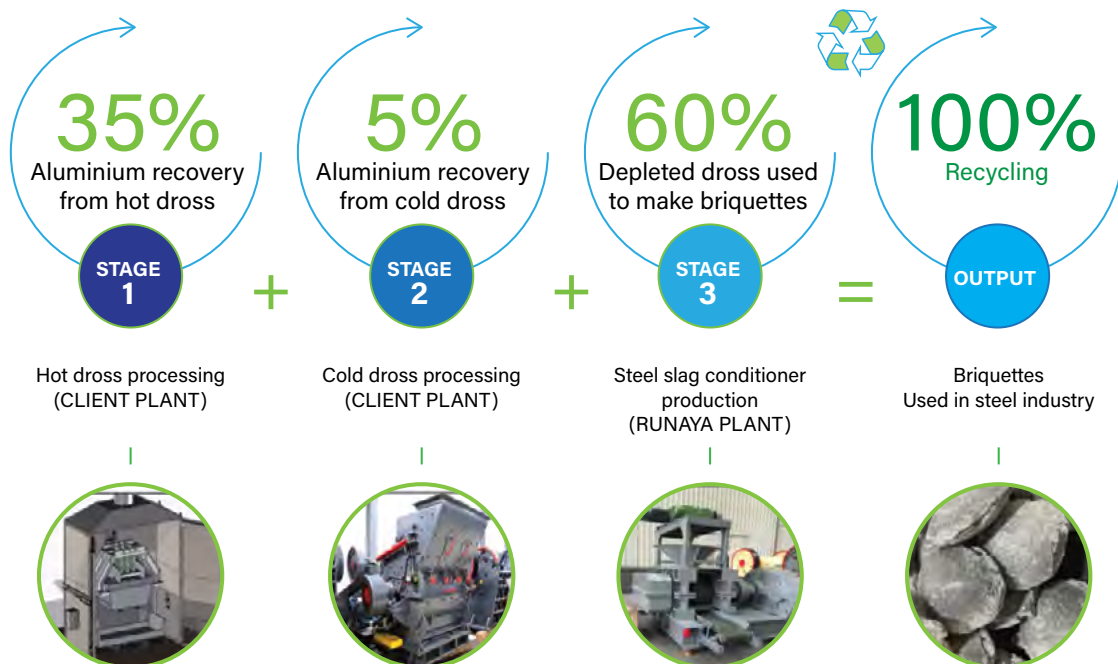 35%
Aluminium recovery
from hot dross
STAGE
1
Hot dross processing
(CLIENT PLANT)
+
5%
Aluminium recovery
from cold dross
STAGE
2
Cold dross processing
(CLIENT PLANT)
+
60%
Depleted dross used
to make briquettes
STAGE
3
Steel slag conditioner
production
(RUNAYA PLANT)
=
100%
Recycling
OUTPUT
Briquettes
Used in steel industry